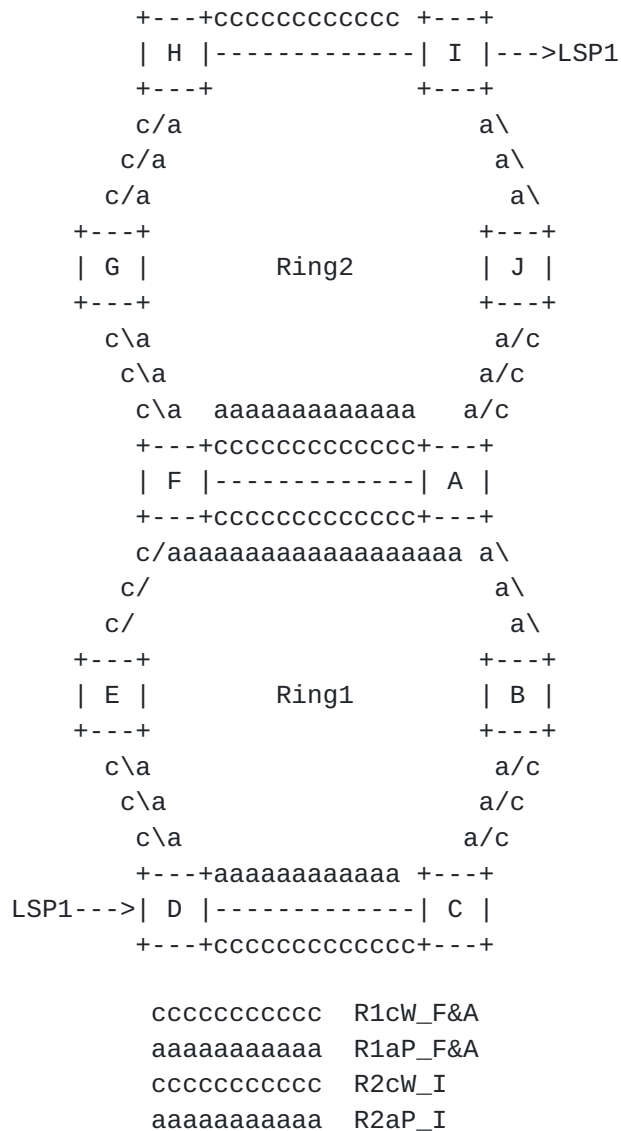 +---+cccccccccccc +---+
| H |-------------| I |--->LSP1
+---+             +---+
c/a                   a\
c/a                     a\
c/a                       a\
+---+                     +---+
| G |        Ring2        | J |
+---+                     +---+
c\a                       a/c
c\a                     a/c
c\a  aaaaaaaaaaaaa   a/c
+---+ccccccccccccc+---+
| F |-------------| A |
+---+ccccccccccccc+---+
c/aaaaaaaaaaaaaaaaaaa a\
c/                      a\
c/                          a\
+---+                     +---+
| E |        Ring1        | B |
+---+                     +---+
c\a                       a/c
c\a                     a/c
c\a                   a/c
+---+aaaaaaaaaaaa +---+
LSP1--->| D |-------------| C |
+---+ccccccccccccc+---+
ccccccccccc  R1cW_F&A
aaaaaaaaaaa  R1aP_F&A
ccccccccccc  R2cW_I
aaaaaaaaaaa  R2aP_I